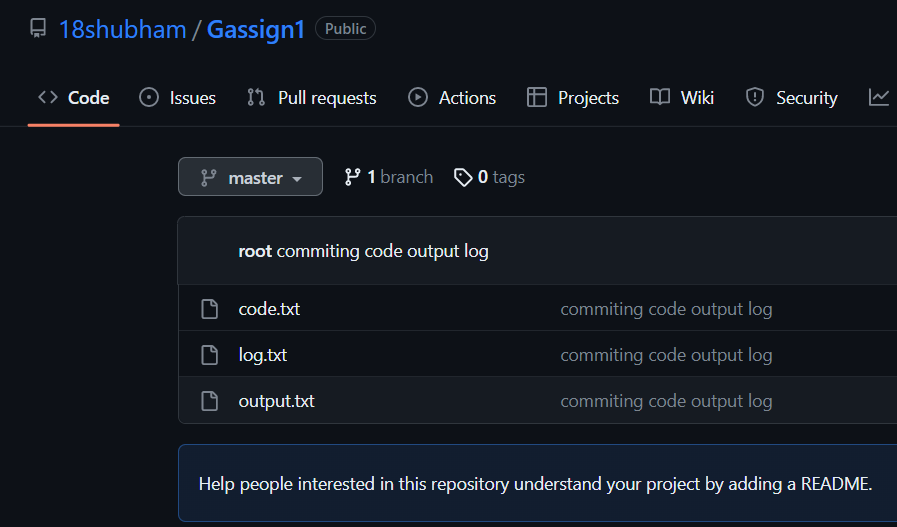 18shubham / Gassign1 Public
Code Issues Pull requests Actions Projects Wiki Security
master 1 branch 0 tags
root commiting code output log
code.txt commiting code output log
log.txt commiting code output log
output.txt commiting code output log
Help people interested in this repository understand your project by adding a README.